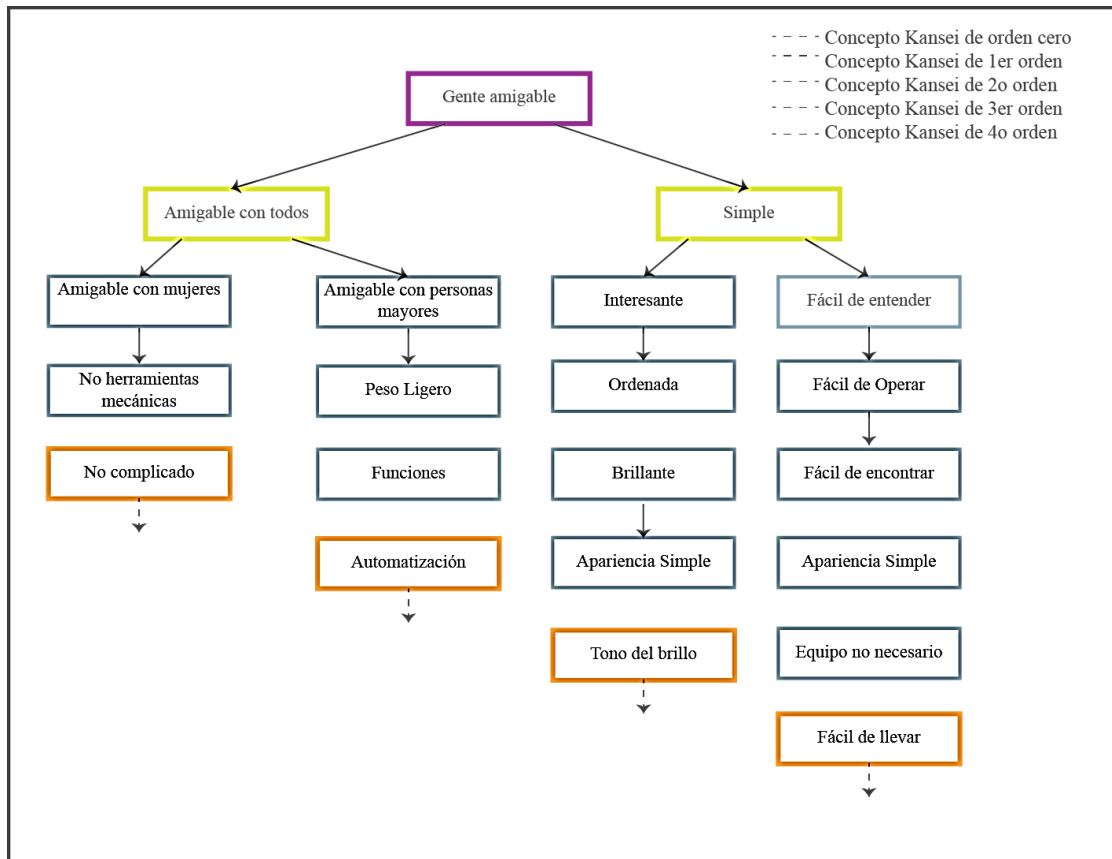 Concepto Kansei de orden cero
Concepto Kansei de 1er orden
Concepto Kansei de 2o orden
Concepto Kansei de 3er orden
Concepto Kansei de 4o orden
Gente amigable
Amigable con todos
Simple
Amigable con mujeres
Amigable con personas
mayores
Interesante
Fácil de entender
No herramientas
mecánicas
Peso Ligero
Ordenada
Fácil de Operar
No complicado
Funciones
Brillante
Fácil de encontrar
Automatización
Apariencia Simple
Apariencia Simple
Tono del brillo
Equipo no necesario
Fácil de llevar